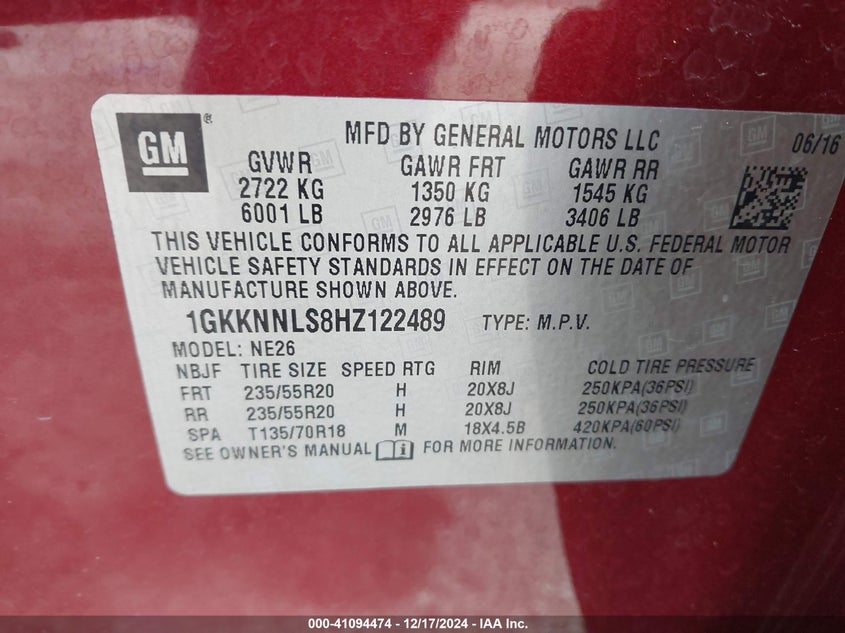 GM ®
MFD BY GENERAL MOTORS LLC 06/16
GVWR GAWR FRT GAWR RR
2722 KG 1350 KG 1545 KG
6001 LB 2976 LB 3406 LB
THIS VEHICLE CONFORMS TO ALL APPLICABLE U.S. FEDERAL MOTOR
VEHICLE SAFETY STANDARDS IN EFFECT ON THE DATE OF
MANUFACTURE SHOWN ABOVE.
1GKKNNLS8HZ122489 TYPE: M.P.V.
MODEL: NE26
NBJF TIRE SIZE SPEED RTG RIM COLD TIRE PRESSURE
FRT 235/55R20 H 20X8J 250KPA(36PSI)
RR 235/55R20 H 20X8J 250KPA(36PSI)
SPA T135/70R18 M 18X4.5B 420KPA(60PSI)
SEE OWNER'S MANUAL FOR MORE INFORMATION.
000-41094474 - 12/17/2024 - IAA Inc.